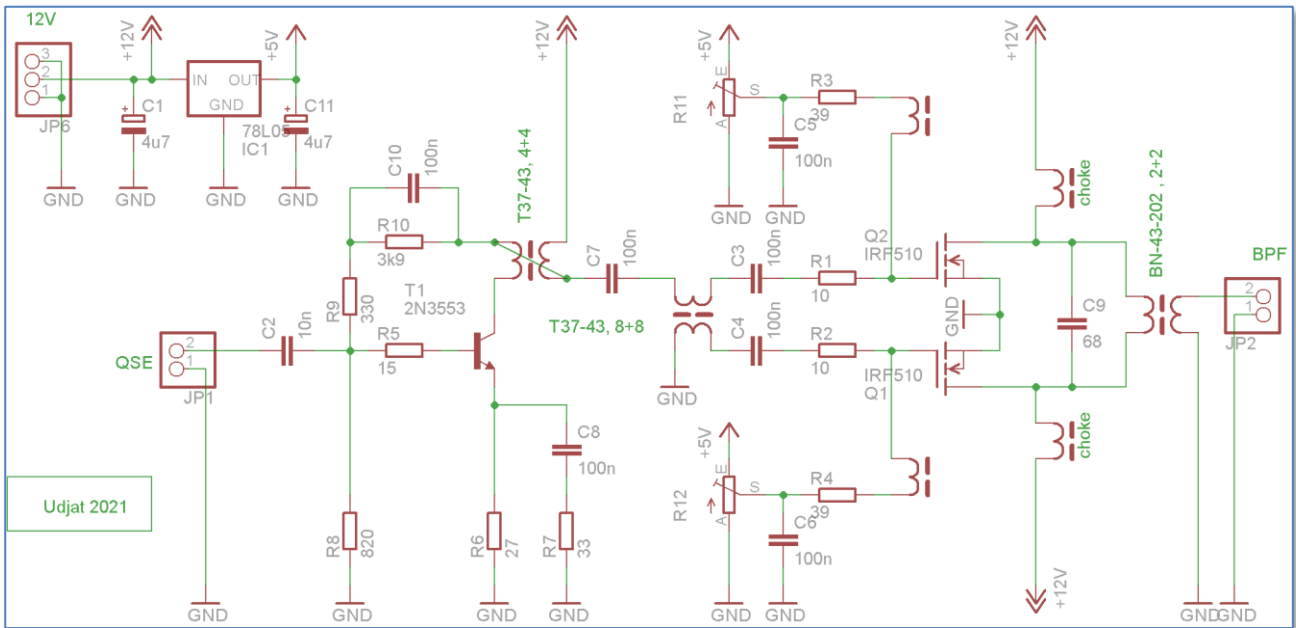 12V
3
2
1
JP6
+12V
C1
4u7
IN
OUT
GND
78L05
IC1
+5V
C11
4u7
GND
GND
GND
GND
C10
100n
R10
3k9
R9
330
T37-43, 4+4
+12V
T1
2N3553
C7
100n
T37-43, 8+8
GND
QSE
2
1
JP1
C2
10n
R5
15
C8
100n
R8
820
R6
27
R7
33
GND
GND
GND
GND
Udjat 2021
+5V
R11
E
S
A
C5
100n
R3
39
GND
GND
C3
100n
R1
10
C4
100n
R2
10
Q2
IRF510
GND
IRF510
Q1
+5V
R12
E
S
A
C6
100n
R4
39
GND
GND
+12V
choke
C9
68
choke
+12V
BN-43-202 , 2+2
BPF
2
1
JP2
GND
GND